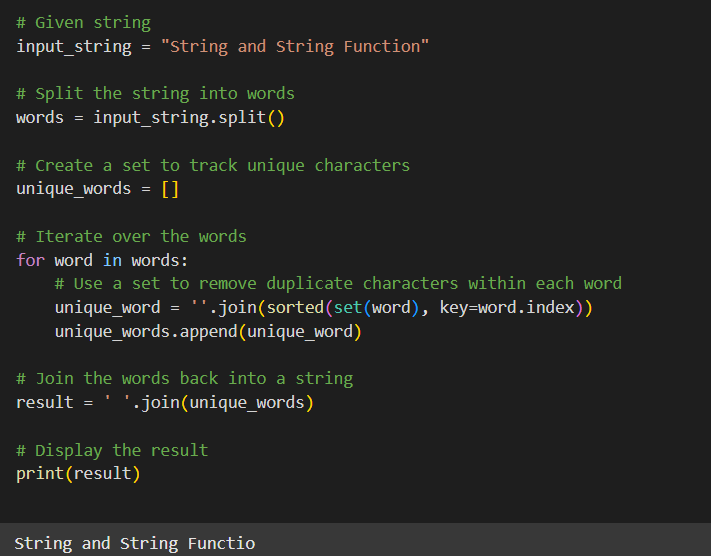 # Given string
input_string = "String and String Function"
# Split the string into words
words = input_string.split()
# Create a set to track unique characters
unique_words = []
# Iterate over the words
for word in words:
    # Use a set to remove duplicate characters within each word
    unique_word = ''.join(sorted(set(word), key=word.index))
    unique_words.append(unique_word)
# Join the words back into a string
result = ' '.join(unique_words)
# Display the result
print(result)
String and String Functio